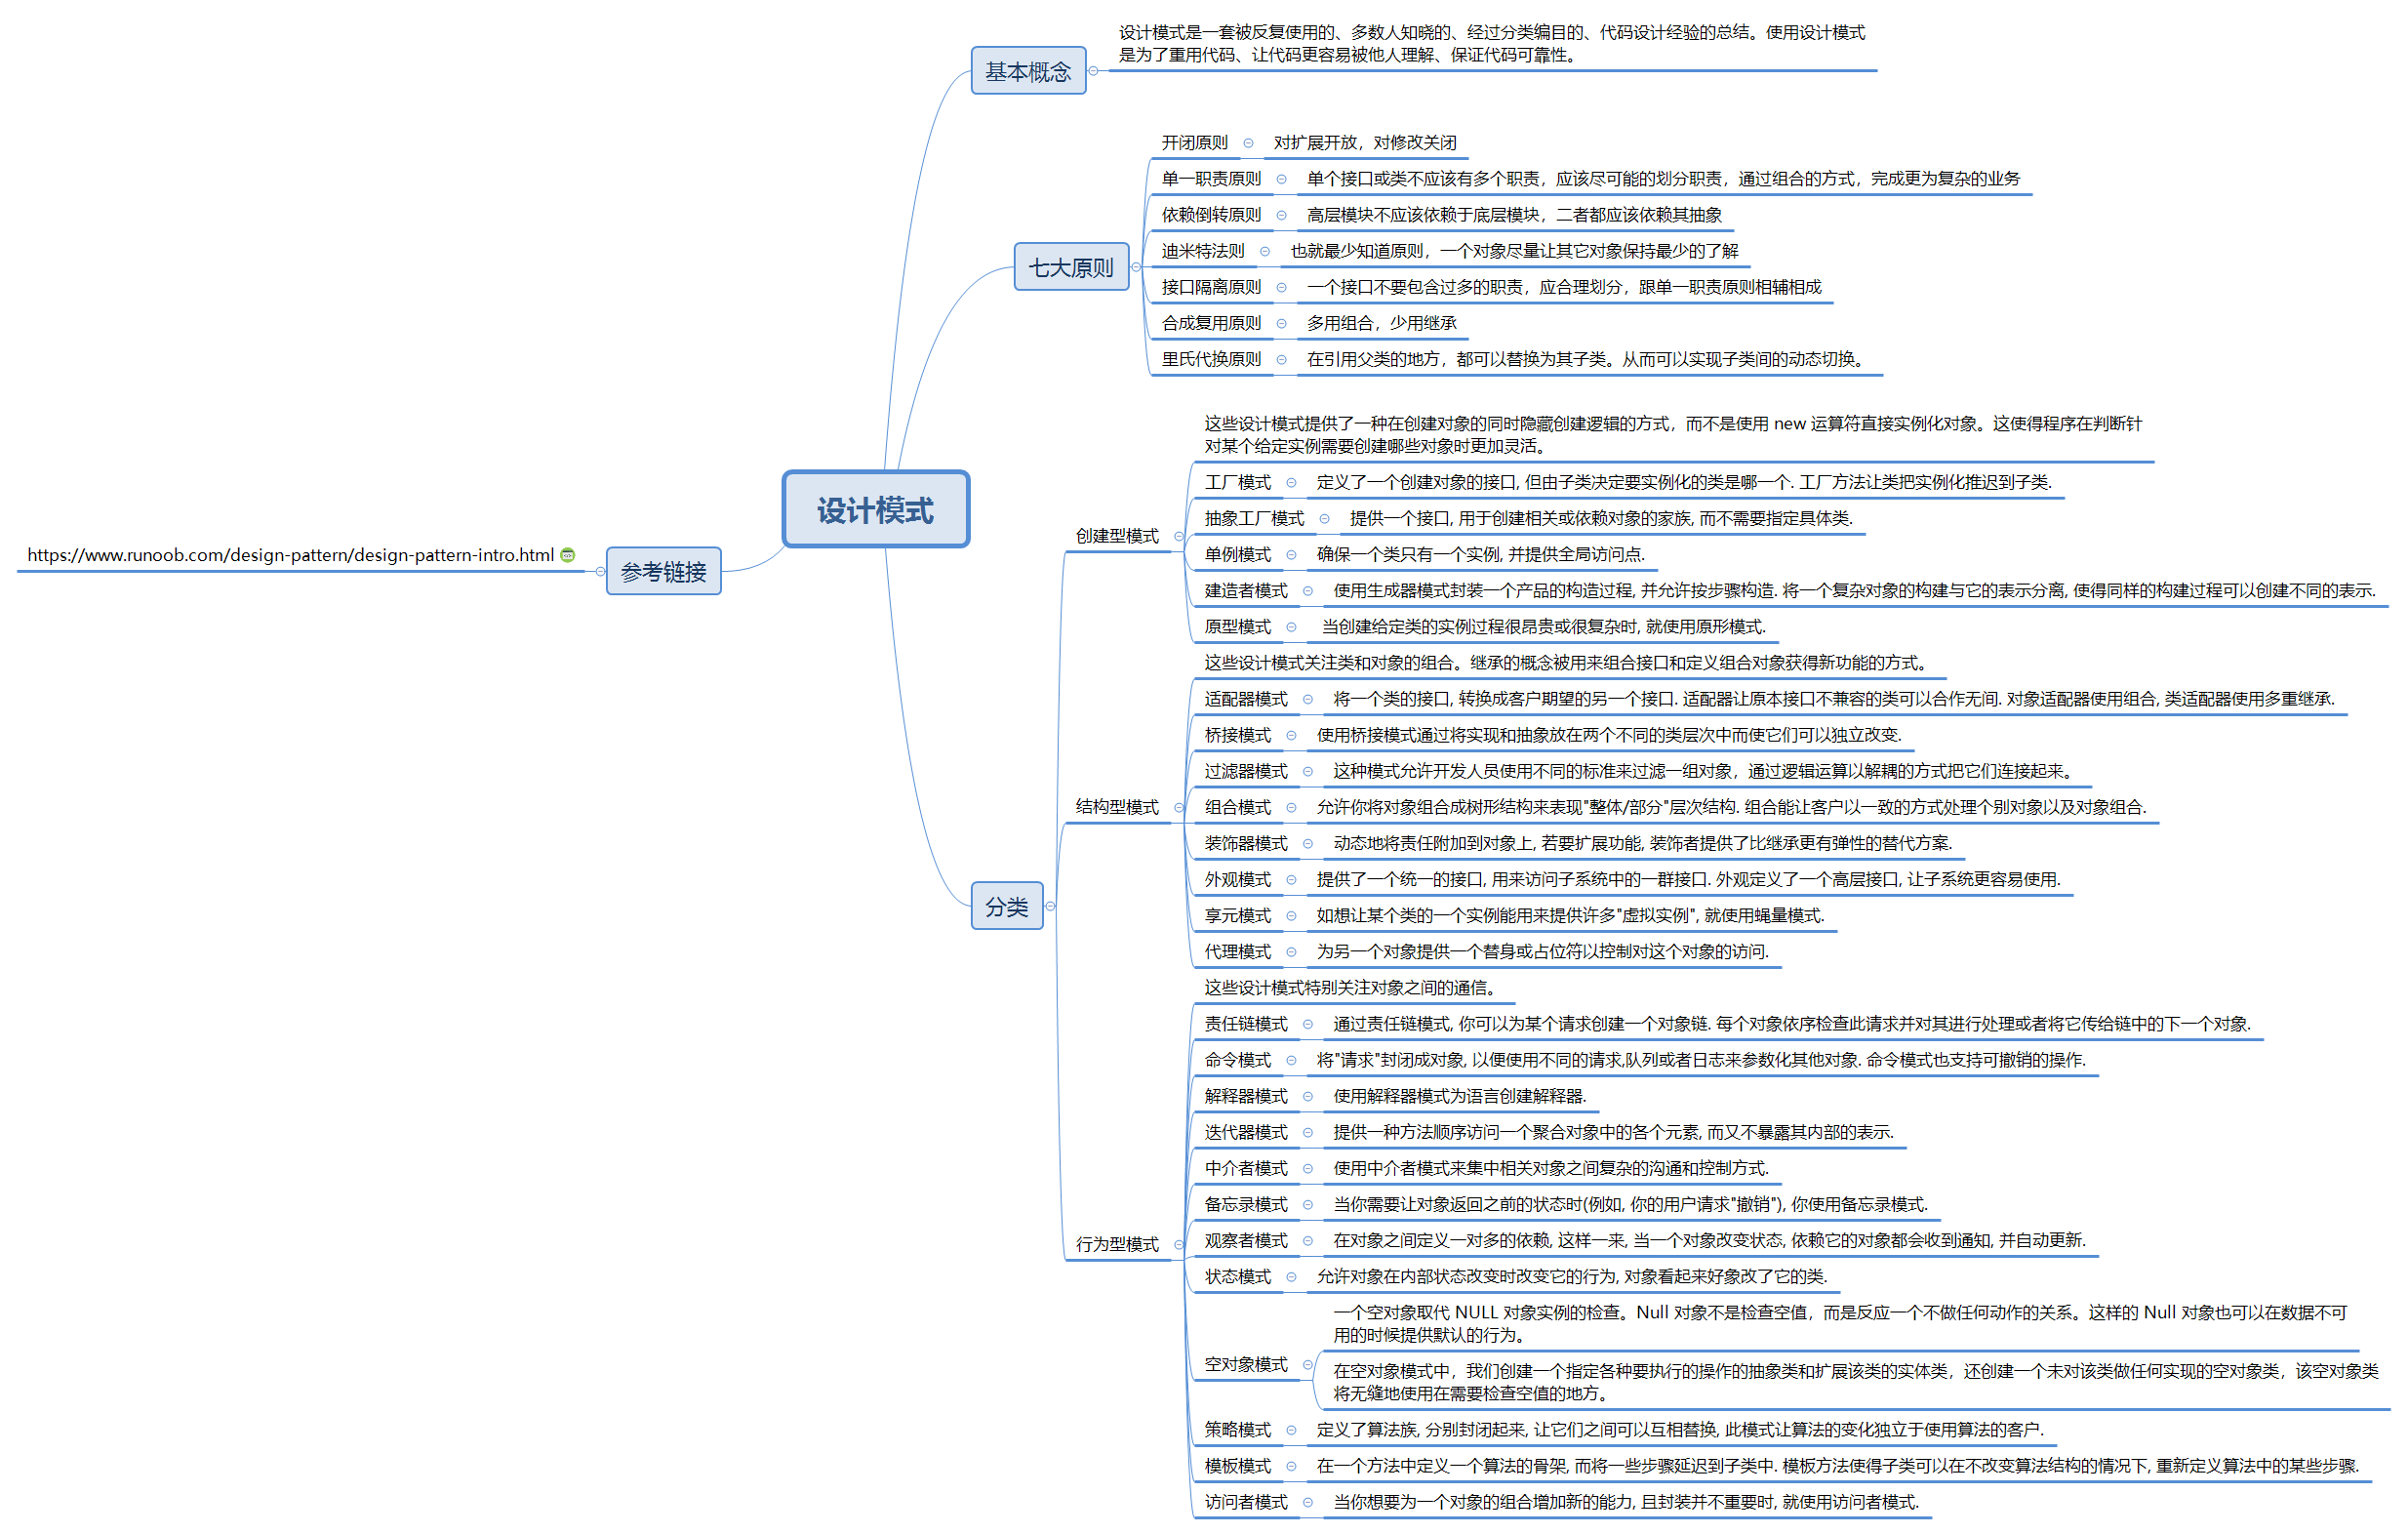 设计模式是一套被反复使用的、多数人知晓的、经过分类编目的、代码设计经验的总结。使用设计模式
是为了重用代码、让代码更容易被他人理解、保证代码可靠性。
基本概念
开闭原则 对扩展开放，对修改关闭
单一职责原则 单个接口或类不应该有多个职责，应该尽可能的划分职责，通过组合的方式，完成更为复杂的业务
依赖倒转原则 高层模块不应该依赖于底层模块，二者都应该依赖其抽象
迪米特法则 也就最少知道原则，一个对象尽量让其它对象保持最少的了解
七大原则
接口隔离原则 一个接口不要包含过多的职责，应合理划分，跟单一职责原则相辅相成
合成复用原则 多用组合，少用继承
里氏代换原则 在引用父类的地方，都可以替换为其子类。从而可以实现子类间的动态切换。
设计模式
参考链接
https://www.runoob.com/design-pattern/design-pattern-intro.html
分类
创建型模式
这些设计模式提供了一种在创建对象的同时隐藏创建逻辑的方式，而不是使用 new 运算符直接实例化对象。这使得程序在判断针
对某个给定实例需要创建哪些对象时更加灵活。
工厂模式 定义了一个创建对象的接口, 但由子类决定要实例化的类是哪一个. 工厂方法让类把实例化推迟到子类.
抽象工厂模式 提供一个接口, 用于创建相关或依赖对象的家族, 而不需要指定具体类.
单例模式 确保一个类只有一个实例, 并提供全局访问点.
建造者模式 使用生成器模式封装一个产品的构造过程, 并允许按步骤构造. 将一个复杂对象的构建与它的表示分离, 使得同样的构建过程可以创建不同的表示.
原型模式 当创建给定类的实例过程很昂贵或很复杂时, 就使用原形模式.
结构型模式
这些设计模式关注类和对象的组合。继承的概念被用来组合接口和定义组合对象获得新功能的方式。
适配器模式 将一个类的接口, 转换成客户期望的另一个接口. 适配器让原本接口不兼容的类可以合作无间. 对象适配器使用组合, 类适配器使用多重继承.
桥接模式 使用桥接模式通过将实现和抽象放在两个不同的类层次中而使它们可以独立改变.
过滤器模式 这种模式允许开发人员使用不同的标准来过滤一组对象，通过逻辑运算以解耦的方式把它们连接起来。
组合模式 允许你将对象组合成树形结构来表现"整体/部分"层次结构. 组合能让客户以一致的方式处理个别对象以及对象组合.
装饰器模式 动态地将责任附加到对象上, 若要扩展功能, 装饰者提供了比继承更有弹性的替代方案.
外观模式 提供了一个统一的接口, 用来访问子系统中的一群接口. 外观定义了一个高层接口, 让子系统更容易使用.
享元模式 如想让某个类的一个实例能用来提供许多"虚拟实例", 就使用蝇量模式.
代理模式 为另一个对象提供一个替身或占位符以控制对这个对象的访问.
行为型模式
这些设计模式特别关注对象之间的通信。
责任链模式 通过责任链模式, 你可以为某个请求创建一个对象链. 每个对象依序检查此请求并对其进行处理或者将它传给链中的下一个对象.
命令模式 将"请求"封闭成对象, 以便使用不同的请求,队列或者日志来参数化其他对象. 命令模式也支持可撤销的操作.
解释器模式 使用解释器模式为语言创建解释器.
迭代器模式 提供一种方法顺序访问一个聚合对象中的各个元素, 而又不暴露其内部的表示.
中介者模式 使用中介者模式来集中相关对象之间复杂的沟通和控制方式.
备忘录模式 当你需要让对象返回之前的状态时(例如, 你的用户请求"撤销"), 你使用备忘录模式.
观察者模式 在对象之间定义一对多的依赖, 这样一来, 当一个对象改变状态, 依赖它的对象都会收到通知, 并自动更新.
状态模式 允许对象在内部状态改变时改变它的行为, 对象看起来好象改了它的类.
空对象模式
一个空对象取代 NULL 对象实例的检查。Null 对象不是检查空值，而是反应一个不做任何动作的关系。这样的 Null 对象也可以在数据不可
用的时候提供默认的行为。
在空对象模式中，我们创建一个指定各种要执行的操作的抽象类和扩展该类的实体类，还创建一个未对该类做任何实现的空对象类，该空对象类
将无缝地使用在需要检查空值的地方。
策略模式 定义了算法族, 分别封闭起来, 让它们之间可以互相替换, 此模式让算法的变化独立于使用算法的客户.
模板模式 在一个方法中定义一个算法的骨架, 而将一些步骤延迟到子类中. 模板方法使得子类可以在不改变算法结构的情况下, 重新定义算法中的某些步骤.
访问者模式 当你想要为一个对象的组合增加新的能力, 且封装并不重要时, 就使用访问者模式.